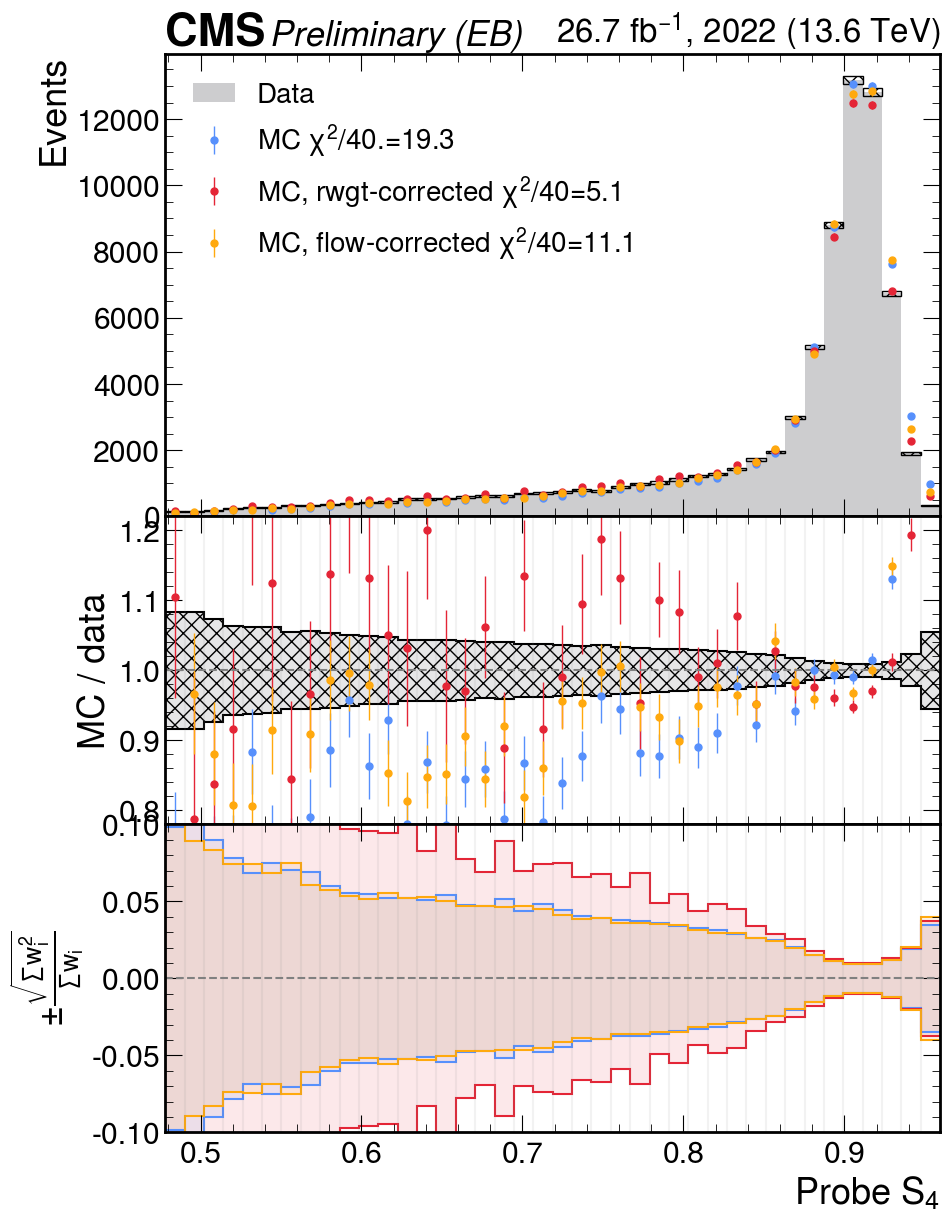 CMS Preliminary (EB) 26.7 fb⁻¹, 2022 (13.6 TeV)
Events
Data
MC χ²/40.=19.3
MC, rwgt-corrected χ²/40=5.1
MC, flow-corrected χ²/40=11.1
12000
10000
8000
6000
4000
2000
0
MC / data
1.2
1.1
1.0
0.9
0.8
±√Σwᵢ²/Σwᵢ
0.10
0.05
0.00
-0.05
-0.10
0.5 0.6 0.7 0.8 0.9
Probe S₄